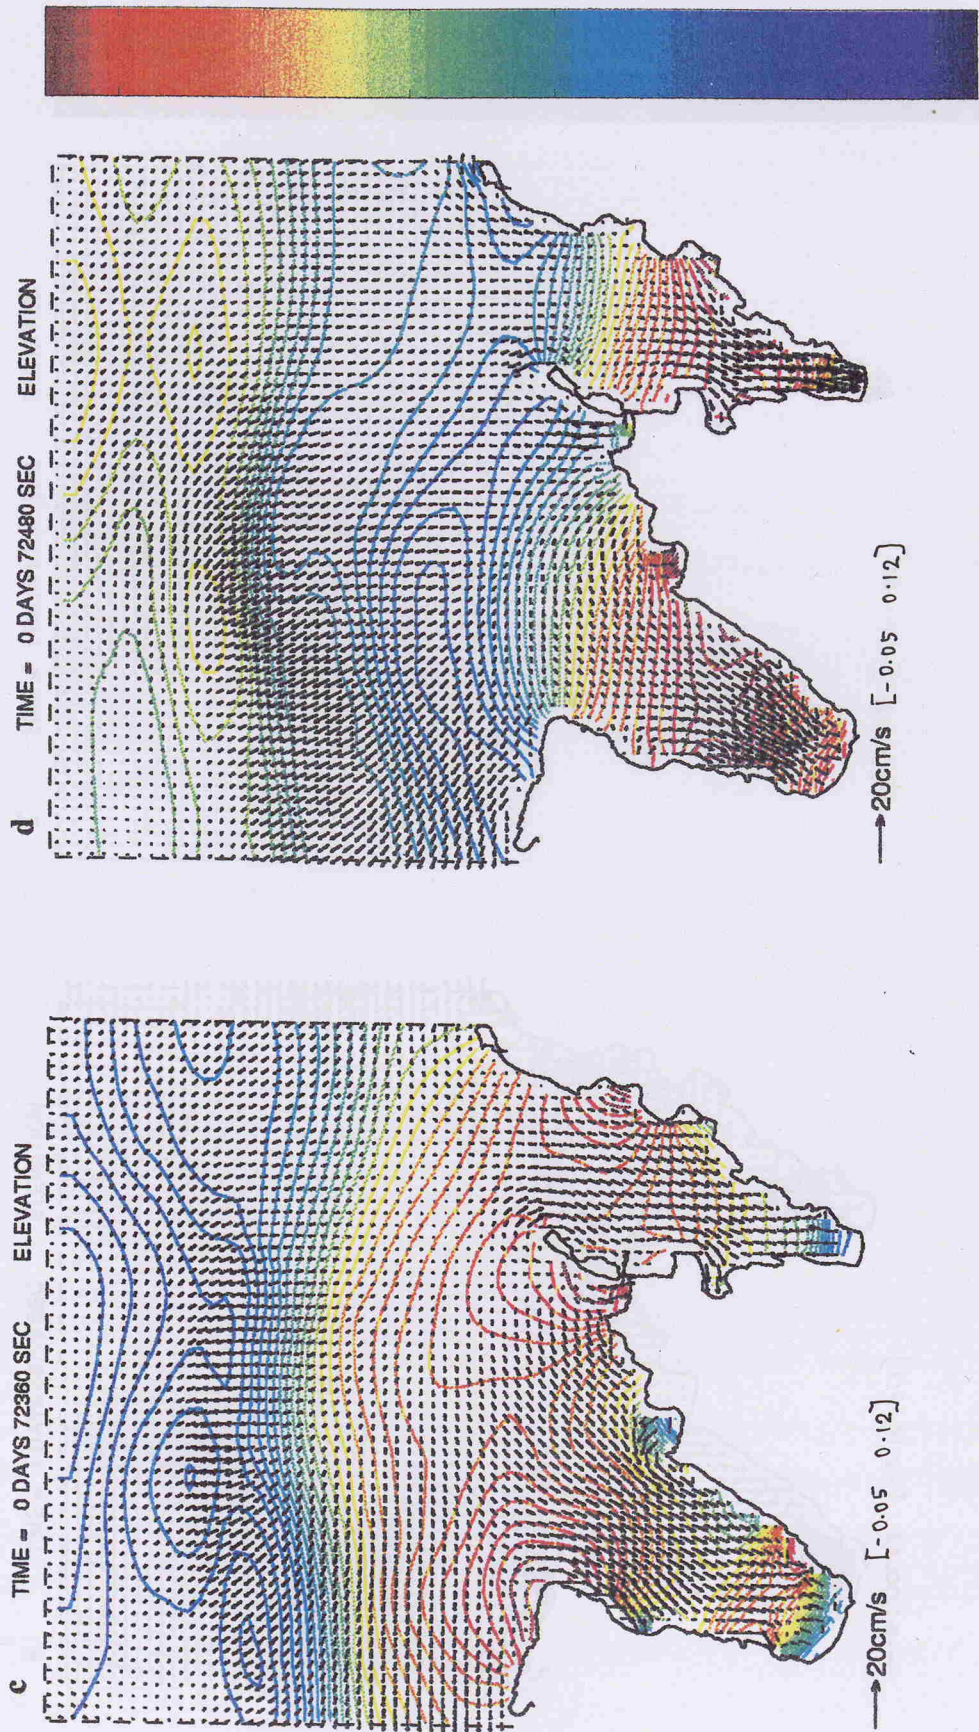 c TIME = 0 DAYS 72360 SEC ELEVATION
→20cm/s [-0.05 0.12]
d TIME = 0 DAYS 72480 SEC ELEVATION
→20cm/s [-0.05 0.12]